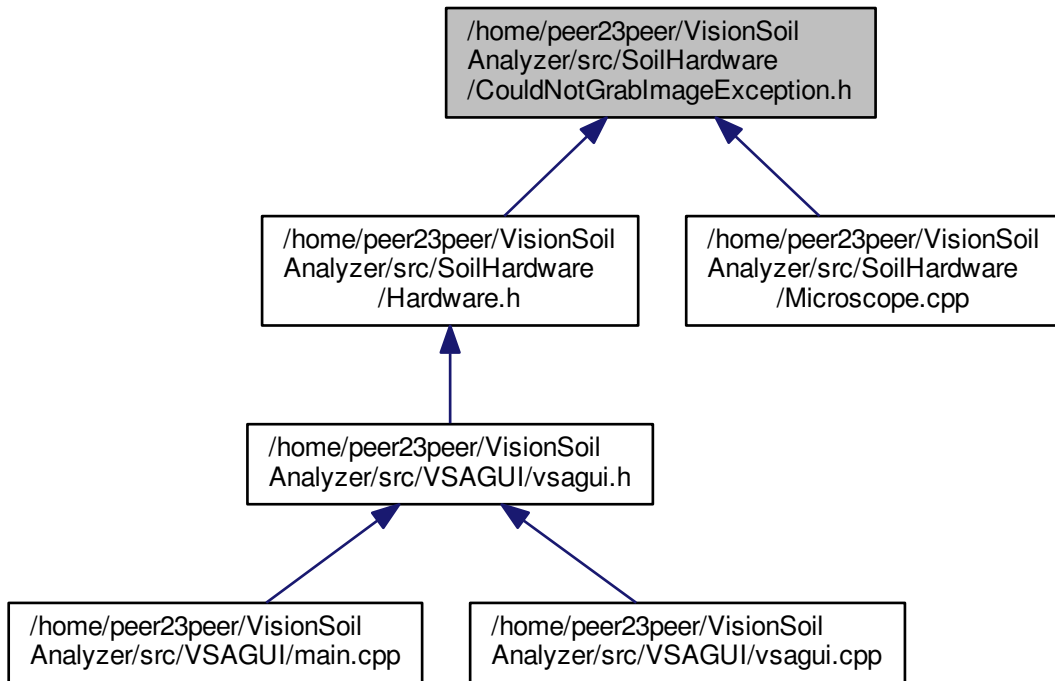 /home/peer23peer/VisionSoil
Analyzer/src/SoilHardware
/CouldNotGrabImageException.h
/home/peer23peer/VisionSoil
Analyzer/src/SoilHardware
/Hardware.h
/home/peer23peer/VisionSoil
Analyzer/src/SoilHardware
/Microscope.cpp
/home/peer23peer/VisionSoil
Analyzer/src/VSAGUI/vsagui.h
/home/peer23peer/VisionSoil
Analyzer/src/VSAGUI/main.cpp
/home/peer23peer/VisionSoil
Analyzer/src/VSAGUI/vsagui.cpp